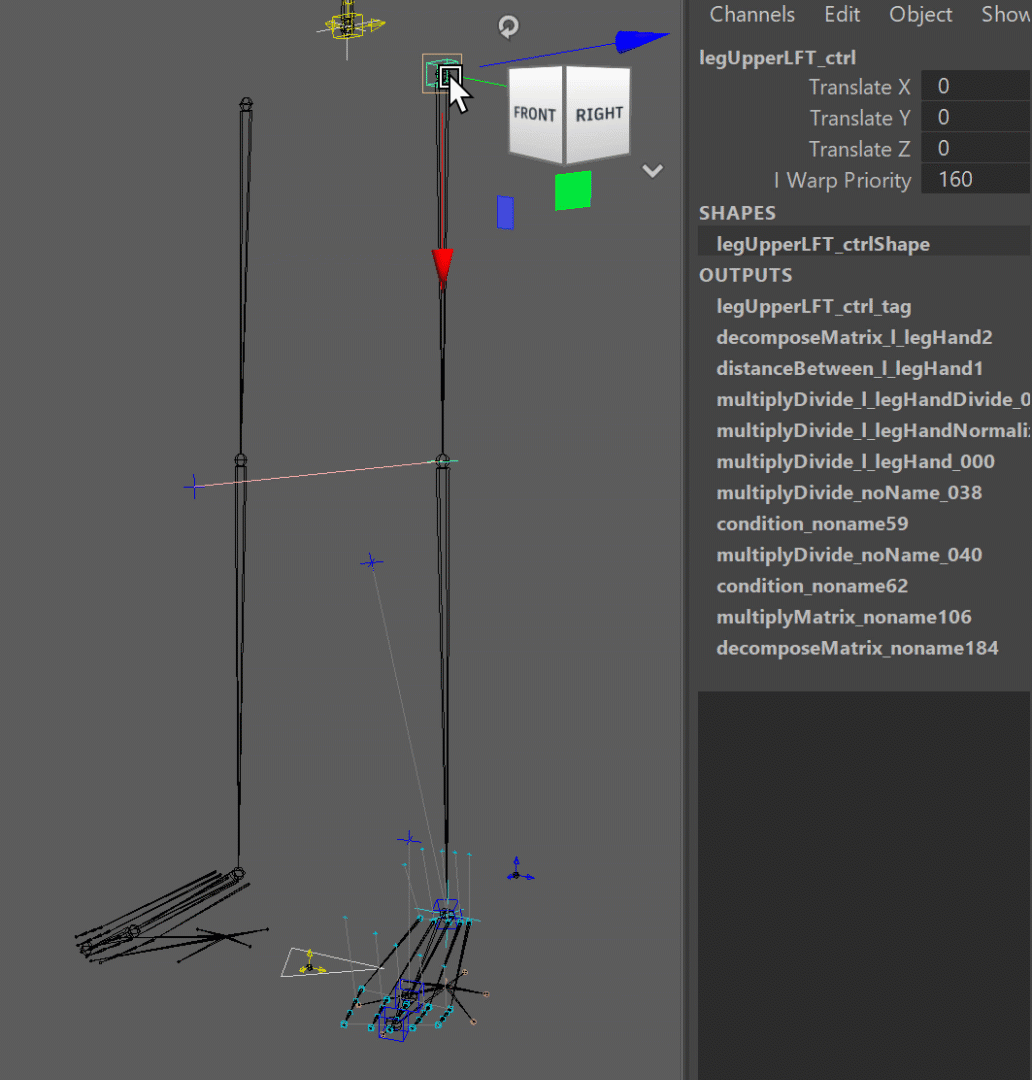 Channels Edit Object Show
legUpperLFT_ctrl
Translate X 0
Translate Y 0
Translate Z 0
I Warp Priority 160
SHAPES
legUpperLFT_ctrlShape
OUTPUTS
legUpperLFT_ctrl_tag
decomposeMatrix_l_legHand2
distanceBetween_l_legHand1
multiplyDivide_l_legHandDivide_0
multiplyDivide_l_legHandNormali
multiplyDivide_l_legHand_000
multiplyDivide_noName_038
condition_noname59
multiplyDivide_noName_040
condition_noname62
multiplyMatrix_noname106
decomposeMatrix_noname184
FRONT RIGHT